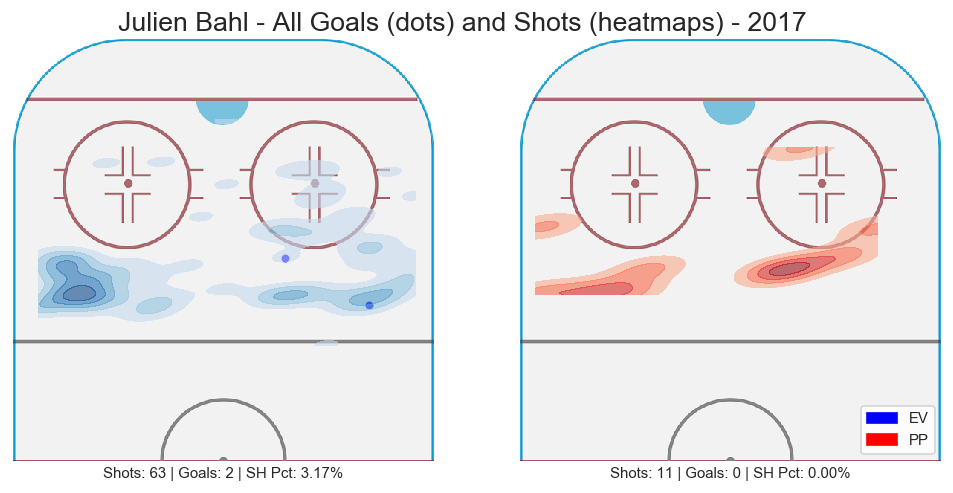 Julien Bahl - All Goals (dots) and Shots (heatmaps) - 2017
EV
PP
Shots: 63 | Goals: 2 | SH Pct: 3.17%
Shots: 11 | Goals: 0 | SH Pct: 0.00%